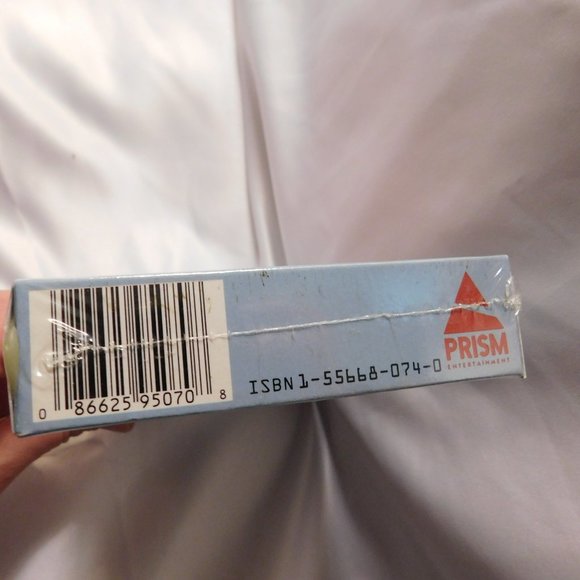 0 86625 95070 8
ISBN 1-55668-074-0
PRISM
ENTERTAINMENT